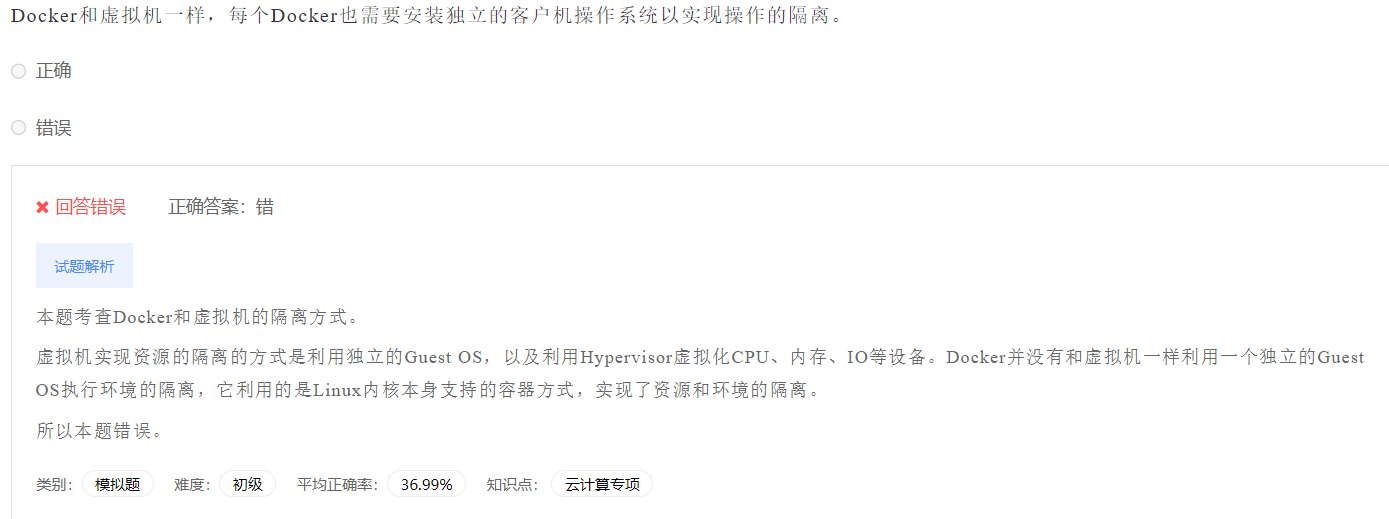 Docker和虚拟机一样，每个Docker也需要安装独立的客户机操作系统以实现操作的隔离。
正确
错误
回答错误 正确答案：错
试题解析
本题考查Docker和虚拟机的隔离方式。
虚拟机实现资源的隔离的方式是利用独立的Guest OS，以及利用Hypervisor虚拟化CPU、内存、IO等设备。Docker并没有和虚拟机一样利用一个独立的Guest
OS执行环境的隔离，它利用的是Linux内核本身支持的容器方式，实现了资源和环境的隔离。
所以本题错误。
类别： 模拟题 难度： 初级 平均正确率： 36.99% 知识点： 云计算专项